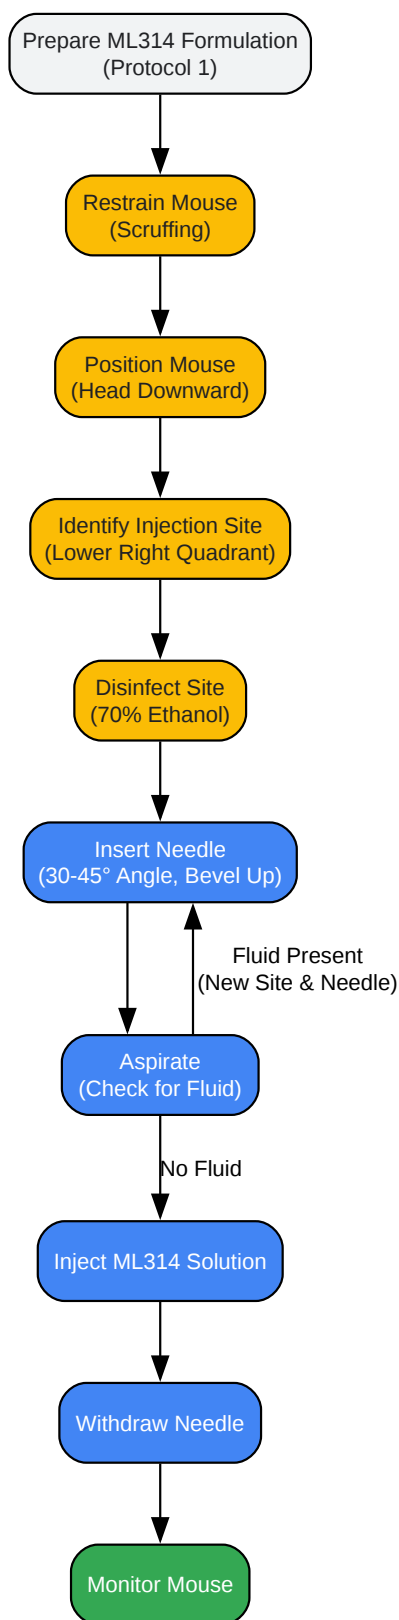 Prepare ML314 Formulation
(Protocol 1)
Restrain Mouse
(Scruffing)
Position Mouse
(Head Downward)
Identify Injection Site
(Lower Right Quadrant)
Disinfect Site
(70% Ethanol)
Insert Needle
(30-45° Angle, Bevel Up)
Fluid Present
(New Site & Needle)
Aspirate
(Check for Fluid)
No Fluid
Inject ML314 Solution
Withdraw Needle
Monitor Mouse